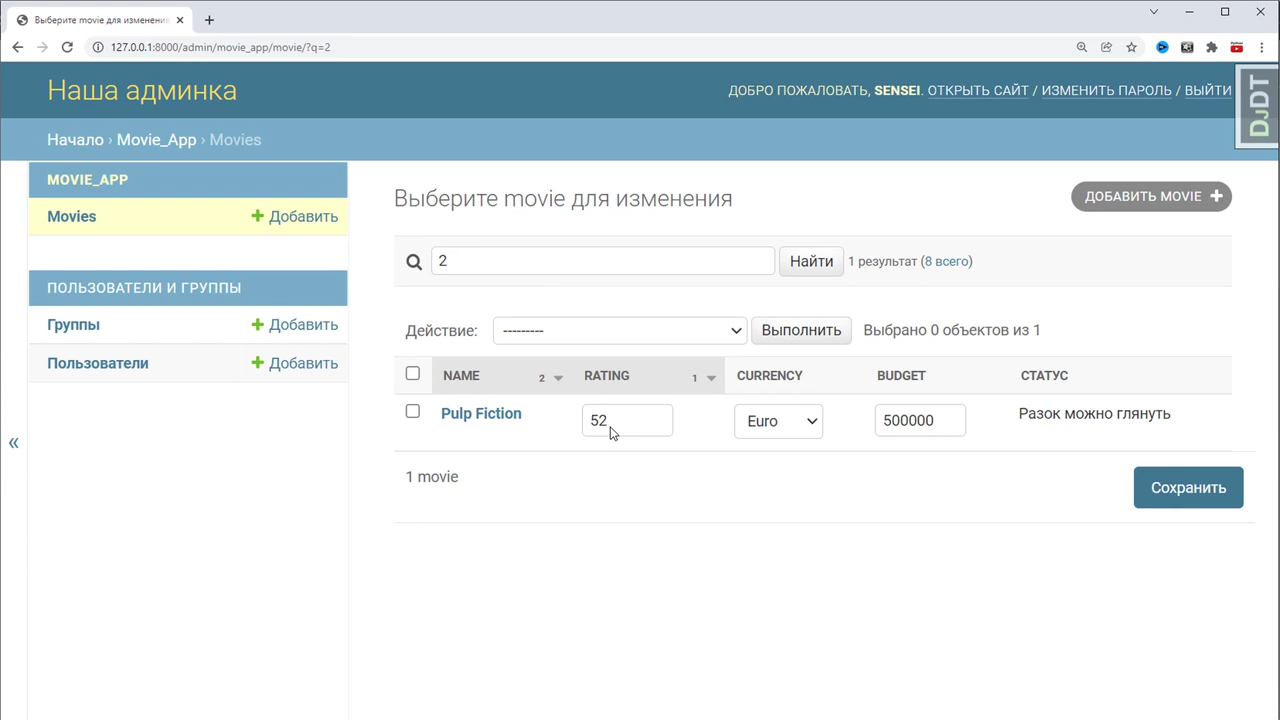 Выберите movie для изменения
127.0.0.1:8000/admin/movie_app/movie/?q=2
Наша админка
ДОБРО ПОЖАЛОВАТЬ, SENSEI. ОТКРЫТЬ САЙТ / ИЗМЕНИТЬ ПАРОЛЬ / ВЫЙТИ
DJDT
Начало › Movie_App › Movies
MOVIE_APP
Movies + Добавить
ПОЛЬЗОВАТЕЛИ И ГРУППЫ
Группы + Добавить
Пользователи + Добавить
«
Выберите movie для изменения
ДОБАВИТЬ MOVIE +
2 Найти 1 результат (8 всего)
Действие: --------- Выполнить Выбрано 0 объектов из 1
NAME 2 RATING 1 CURRENCY BUDGET СТАТУС
Pulp Fiction 52 Euro 500000 Разок можно глянуть
1 movie
Сохранить